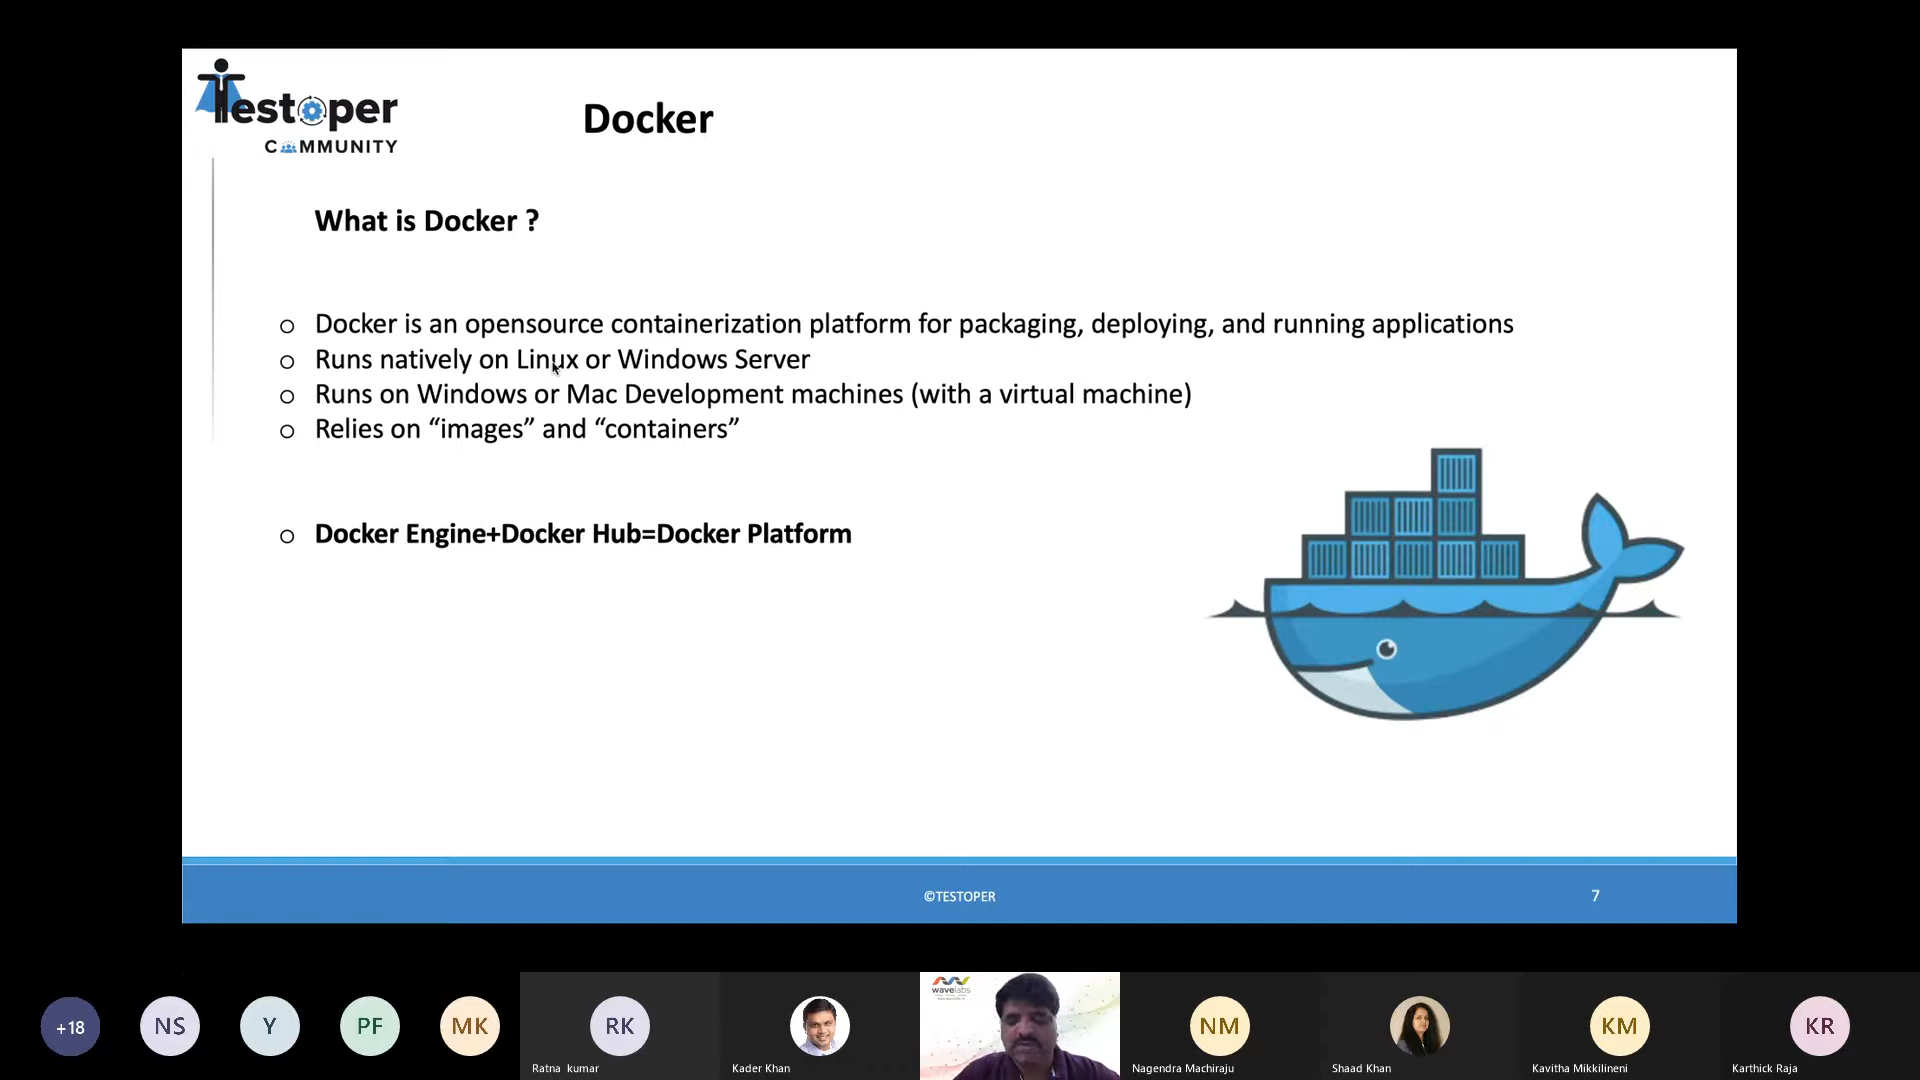 Testoper
COMMUNITY
Docker
What is Docker ?
Docker is an opensource containerization platform for packaging, deploying, and running applications
Runs natively on Linux or Windows Server
Runs on Windows or Mac Development machines (with a virtual machine)
Relies on “images” and “containers”
Docker Engine+Docker Hub=Docker Platform
©TESTOPER
7
+18
NS
Y
PF
MK
RK
Ratna kumar
Kader Khan
wavelabs
NM
Nagendra Machiraju
Shaad Khan
KM
Kavitha Mikkilineni
KR
Karthick Raja